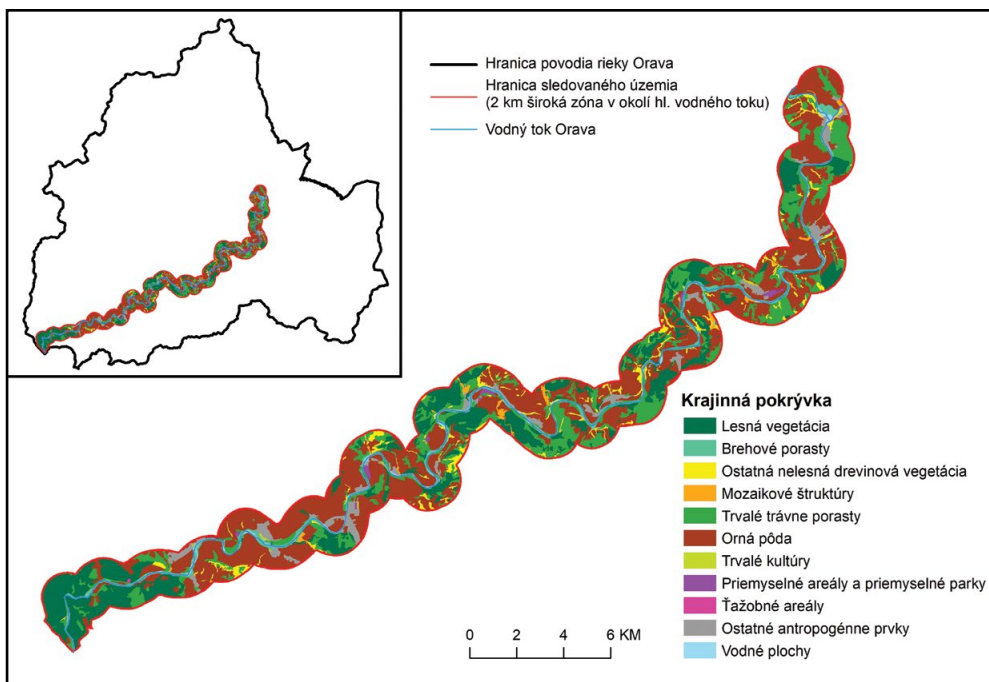 Hranica povodia rieky Orava
Hranica sledovaného územia
(2 km široká zóna v okolí hl. vodného toku)
Vodný tok Orava
Krajinná pokrývka
Lesná vegetácia
Brehové porasty
Ostatná nelesná drevinová vegetácia
Mozaikové štruktúry
Trvalé trávne porasty
Orná pôda
Trvalé kultúry
Priemyselné areály a priemyselné parky
Ťažobné areály
Ostatné antropogénne prvky
Vodné plochy
0 2 4 6 KM